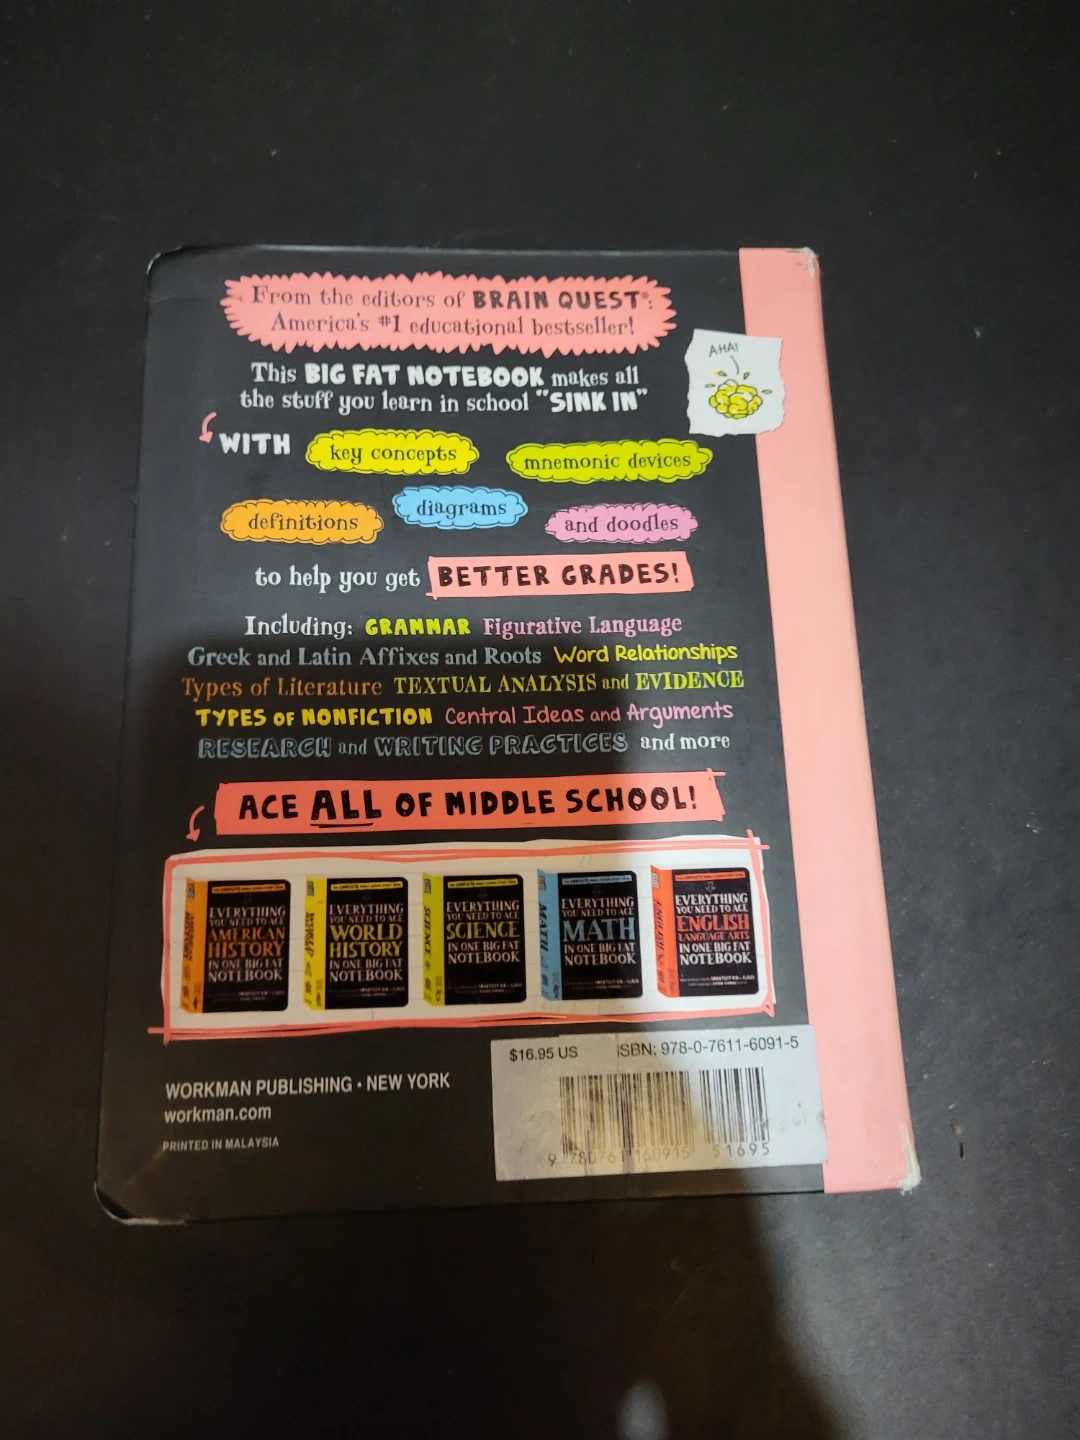 From the editors of BRAIN QUEST®:
America's #1 educational bestseller!
AHA!
This BIG FAT NOTEBOOK makes all
the stuff you learn in school "SINK IN"
WITH key concepts mnemonic devices
definitions diagrams and doodles
to help you get BETTER GRADES!
Including: GRAMMAR Figurative Language
Greek and Latin Affixes and Roots Word Relationships
Types of Literature TEXTUAL ANALYSIS and EVIDENCE
TYPES OF NONFICTION Central Ideas and Arguments
RESEARCH and WRITING PRACTICES and more
ACE ALL OF MIDDLE SCHOOL!
EVERYTHING
YOU NEED TO ACE
AMERICAN
HISTORY
IN ONE BIG FAT
NOTEBOOK
WORLD HISTORY
EVERYTHING
YOU NEED TO ACE
WORLD
HISTORY
IN ONE BIG FAT
NOTEBOOK
SCIENCE
EVERYTHING
YOU NEED TO ACE
SCIENCE
IN ONE BIG FAT
NOTEBOOK
MATH
EVERYTHING
YOU NEED TO ACE
MATH
IN ONE BIG FAT
NOTEBOOK
EVERYTHING
YOU NEED TO ACE
ENGLISH
LANGUAGE ARTS
IN ONE BIG FAT
NOTEBOOK
WORKMAN PUBLISHING • NEW YORK
workman.com
PRINTED IN MALAYSIA
$16.95 US ISBN: 978-0-7611-6091-5
9 780761 160915 51695